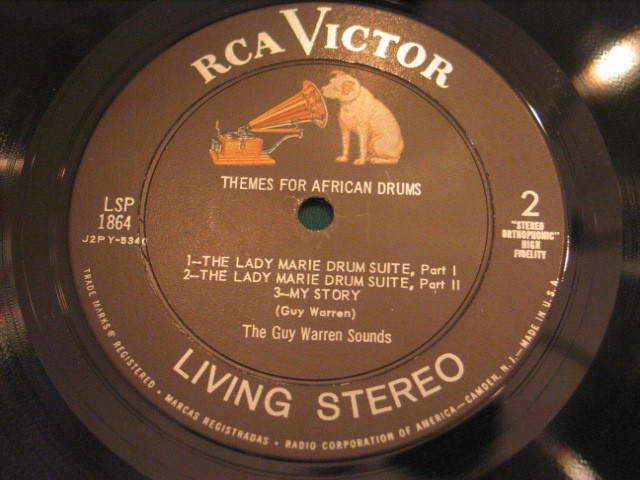 RCA VICTOR
THEMES FOR AFRICAN DRUMS
LSP
1864
J2PY-5340
2
"STEREO
ORTHOPHONIC"
HIGH
FIDELITY
1—THE LADY MARIE DRUM SUITE, Part I
2—THE LADY MARIE DRUM SUITE, Part II
3—MY STORY
(Guy Warren)
The Guy Warren Sounds
LIVING STEREO
TRADE MARKS ® REGISTERED • MARCAS REGISTRADAS • RADIO CORPORATION OF AMERICA—CAMDEN, N. J.—MADE IN U.S.A.